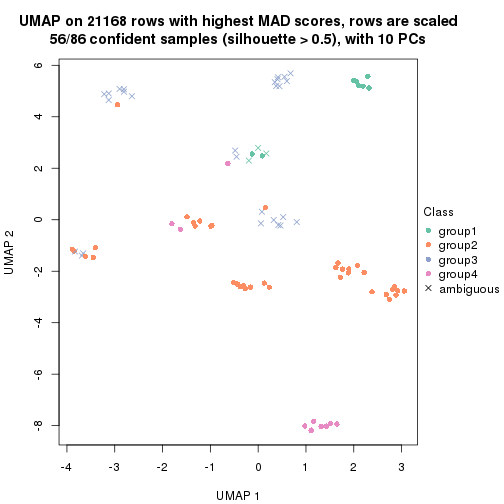 UMAP on 21168 rows with highest MAD scores, rows are scaled
56/86 confident samples (silhouette > 0.5), with 10 PCs
6
4
2
0
-2
-4
-6
-8
UMAP 2
-4 -3 -2 -1 0 1 2 3
UMAP 1
Class
group1
group2
group3
group4
ambiguous